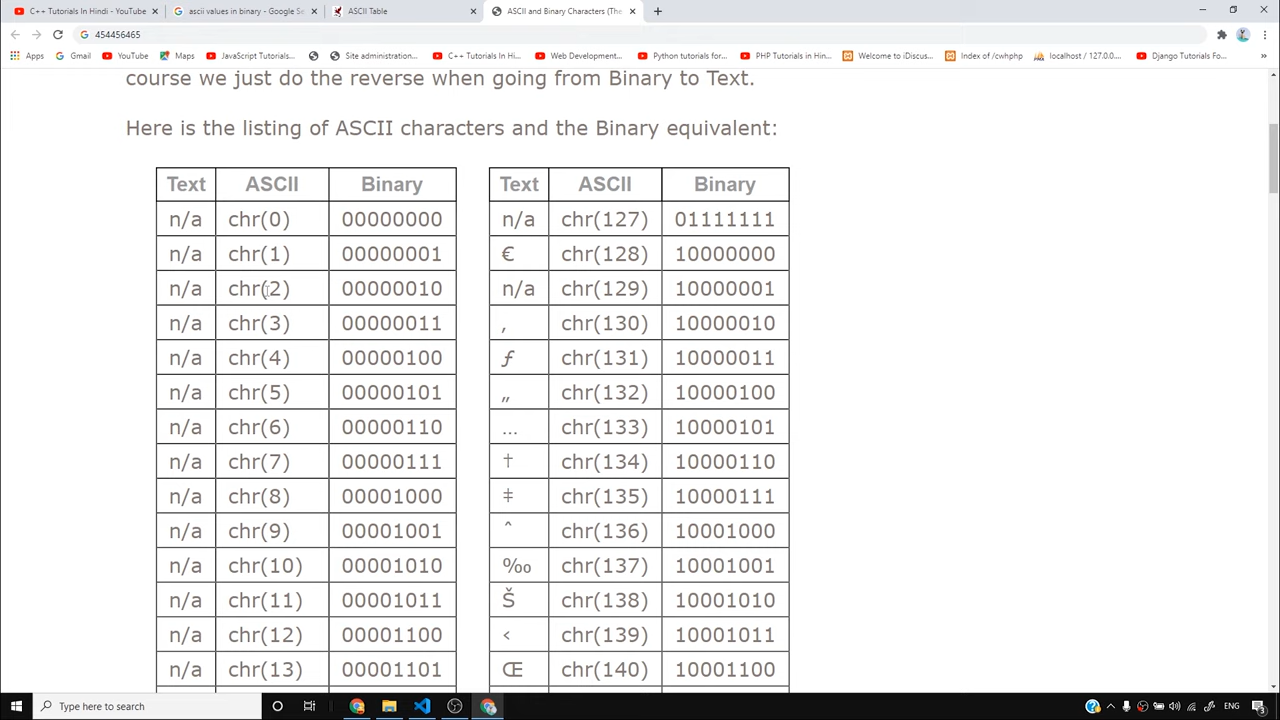 C++ Tutorials In Hindi - YouTube
ascii values in binary - Google Se
ASCII Table
ASCII and Binary Characters (The
454456465
Gmail YouTube Maps JavaScript Tutorials... Site administration... C++ Tutorials In Hi... Web Development... Python tutorials for... PHP Tutorials in Hi... Welcome to iDiscus... Index of /cwhphp localhost / 127.0.0... Django Tutorials Fo...
course we just do the reverse when going from Binary to Text.
Here is the listing of ASCII characters and the Binary equivalent:
Text ASCII Binary Text ASCII Binary
n/a chr(0) 00000000 n/a chr(127) 01111111
n/a chr(1) 00000001 € chr(128) 10000000
n/a chr(2) 00000010 n/a chr(129) 10000001
n/a chr(3) 00000011 ‚ chr(130) 10000010
n/a chr(4) 00000100 ƒ chr(131) 10000011
n/a chr(5) 00000101 „ chr(132) 10000100
n/a chr(6) 00000110 … chr(133) 10000101
n/a chr(7) 00000111 † chr(134) 10000110
n/a chr(8) 00001000 ‡ chr(135) 10000111
n/a chr(9) 00001001 ˆ chr(136) 10001000
n/a chr(10) 00001010 ‰ chr(137) 10001001
n/a chr(11) 00001011 Š chr(138) 10001010
n/a chr(12) 00001100 ‹ chr(139) 10001011
n/a chr(13) 00001101 Œ chr(140) 10001100
Type here to search
ENG